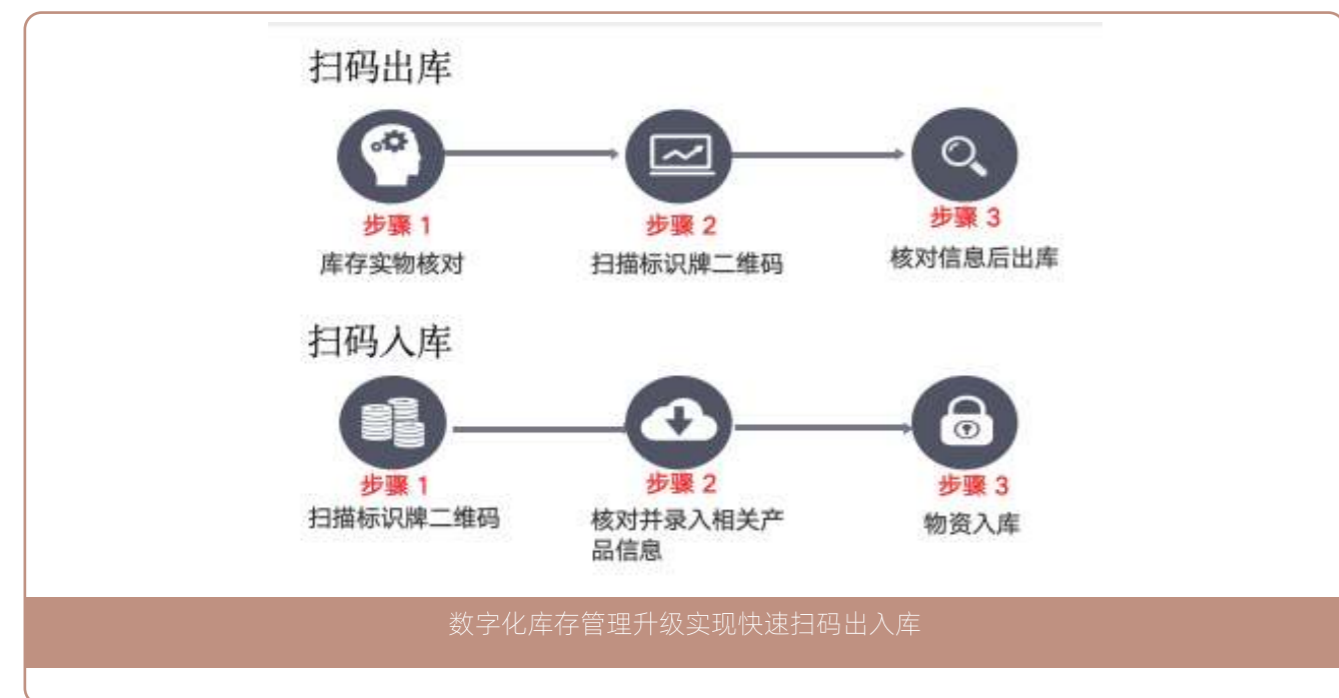 扫码出库
步骤 1
步骤 2
步骤 3
库存实物核对
扫描标识牌二维码
核对信息后出库
扫码入库
步骤 1
步骤 2
步骤 3
扫描标识牌二维码
核对并录入相关产
品信息
物资入库
数字化库存管理升级实现快速扫码出入库